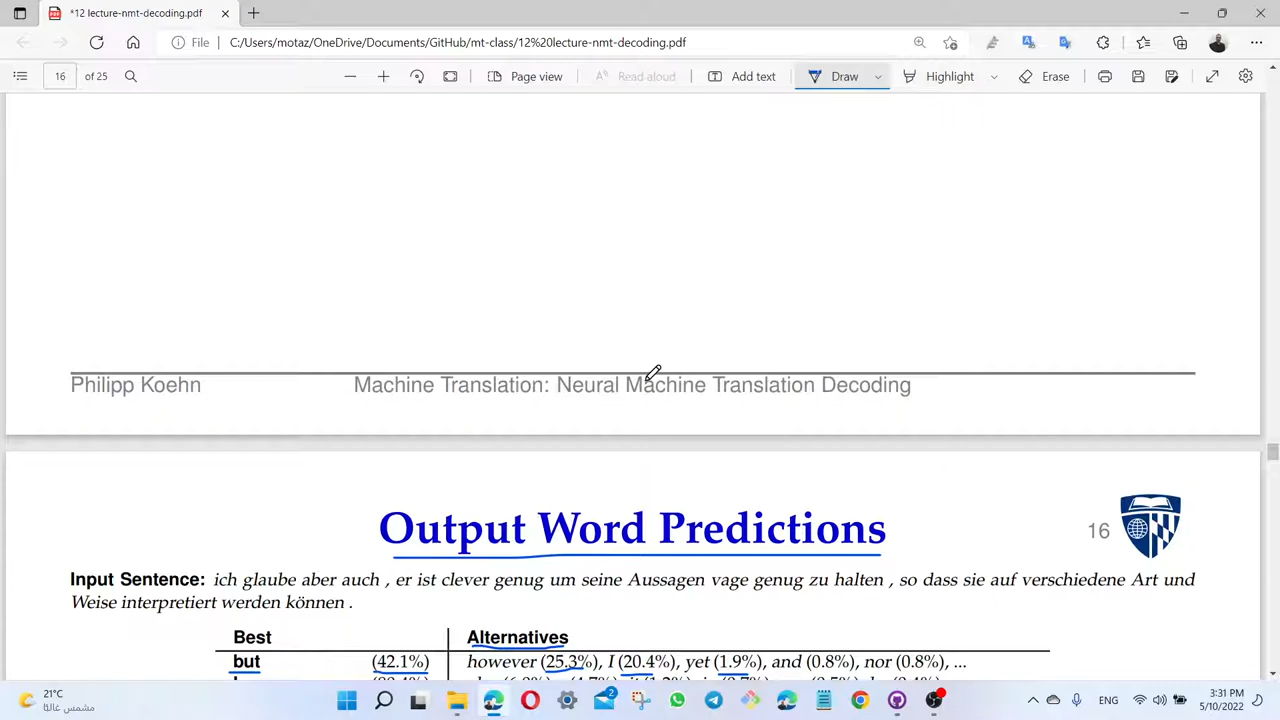 *12 lecture-nmt-decoding.pdf
File
C:/Users/motaz/OneDrive/Documents/GitHub/mt-class/12%20lecture-nmt-decoding.pdf
16 of 25
Page view
Read aloud
Add text
Draw
Highlight
Erase
Philipp Koehn
Machine Translation: Neural Machine Translation Decoding
Output Word Predictions
16
Input Sentence: ich glaube aber auch , er ist clever genug um seine Aussagen vage genug zu halten , so dass sie auf verschiedene Art und
Weise interpretiert werden können .
Best
Alternatives
but (42.1%) however (25.3%), I (20.4%), yet (1.9%), and (0.8%), nor (0.8%), ...
21°C
مشمس غالبًا
2
ENG
3:31 PM
5/10/2022